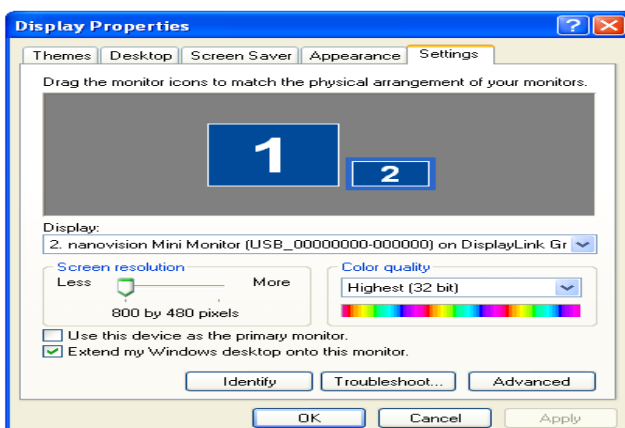 Display Properties
Themes Desktop Screen Saver Appearance Settings
Drag the monitor icons to match the physical arrangement of your monitors.
1
2
Display:
2. nanovision Mini Monitor (USB_00000000-000000) on DisplayLink Gr
Screen resolution
Less More
800 by 480 pixels
Color quality
Highest (32 bit)
Use this device as the primary monitor.
Extend my Windows desktop onto this monitor.
Identify Troubleshoot... Advanced
OK Cancel Apply